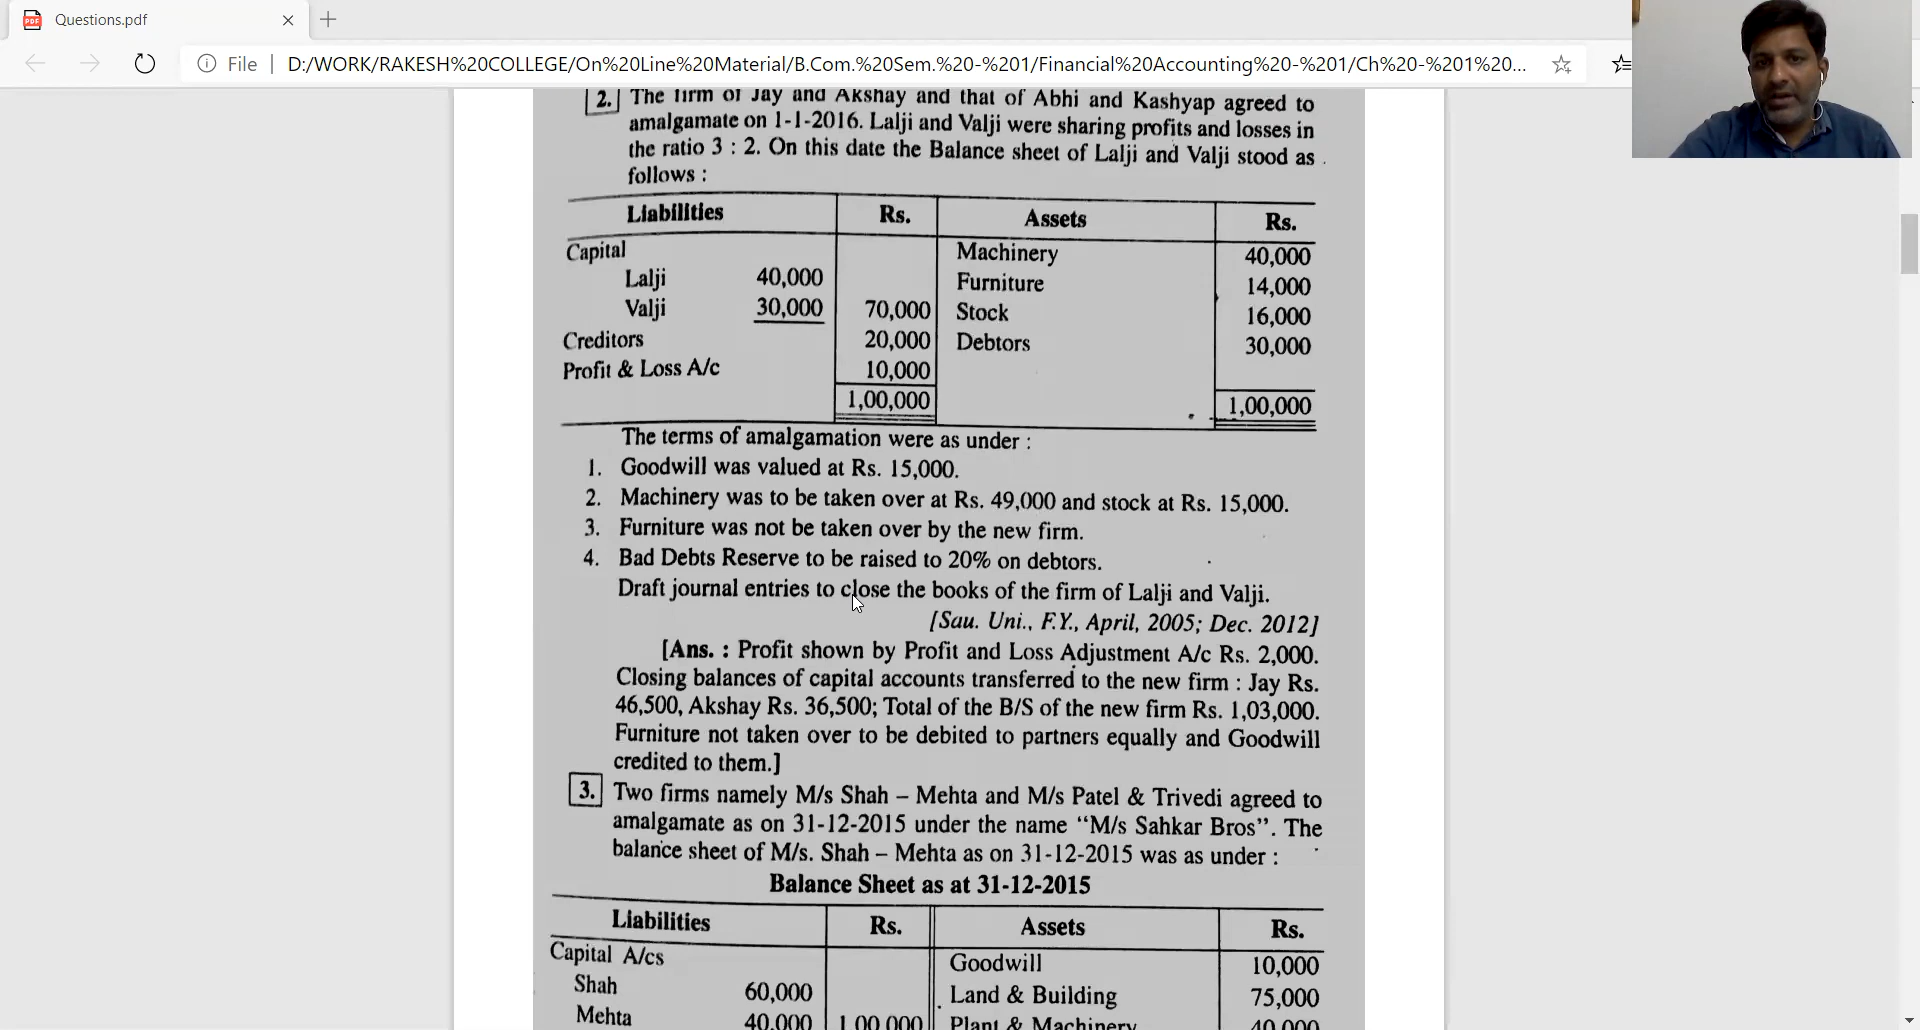 Questions.pdf
File
D:/WORK/RAKESH%20COLLEGE/On%20Line%20Material/B.Com.%20Sem.%20-%201/Financial%20Accounting%20-%201/Ch%20-%201%20...
2. The firm of Jay and Akshay and that of Abhi and Kashyap agreed to
amalgamate on 1-1-2016. Lalji and Valji were sharing profits and losses in
the ratio 3 : 2. On this date the Balance sheet of Lalji and Valji stood as
follows :
Liabilities Rs. Assets Rs.
Capital Machinery 40,000
Lalji 40,000 Furniture 14,000
Valji 30,000 70,000 Stock 16,000
Creditors 20,000 Debtors 30,000
Profit & Loss A/c 10,000
1,00,000 1,00,000
The terms of amalgamation were as under :
1. Goodwill was valued at Rs. 15,000.
2. Machinery was to be taken over at Rs. 49,000 and stock at Rs. 15,000.
3. Furniture was not be taken over by the new firm.
4. Bad Debts Reserve to be raised to 20% on debtors.
Draft journal entries to close the books of the firm of Lalji and Valji.
[Sau. Uni., F.Y., April, 2005; Dec. 2012]
[Ans. : Profit shown by Profit and Loss Adjustment A/c Rs. 2,000.
Closing balances of capital accounts transferred to the new firm : Jay Rs.
46,500, Akshay Rs. 36,500; Total of the B/S of the new firm Rs. 1,03,000.
Furniture not taken over to be debited to partners equally and Goodwill
credited to them.]
3. Two firms namely M/s Shah – Mehta and M/s Patel & Trivedi agreed to
amalgamate as on 31-12-2015 under the name “M/s Sahkar Bros”. The
balance sheet of M/s. Shah – Mehta as on 31-12-2015 was as under :
Balance Sheet as at 31-12-2015
Liabilities Rs. Assets Rs.
Capital A/cs Goodwill 10,000
Shah 60,000 Land & Building 75,000
Mehta 40,000 1,00,000 Plant & Machinery 40,000